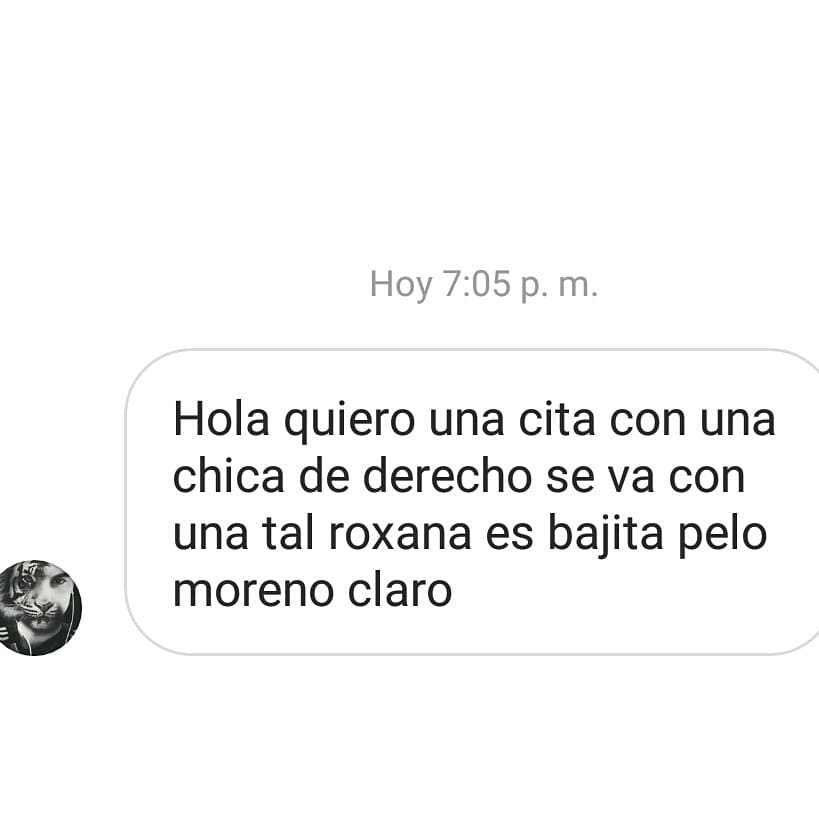 Hoy 7:05 p. m.
Hola quiero una cita con una
chica de derecho se va con
una tal roxana es bajita pelo
moreno claro